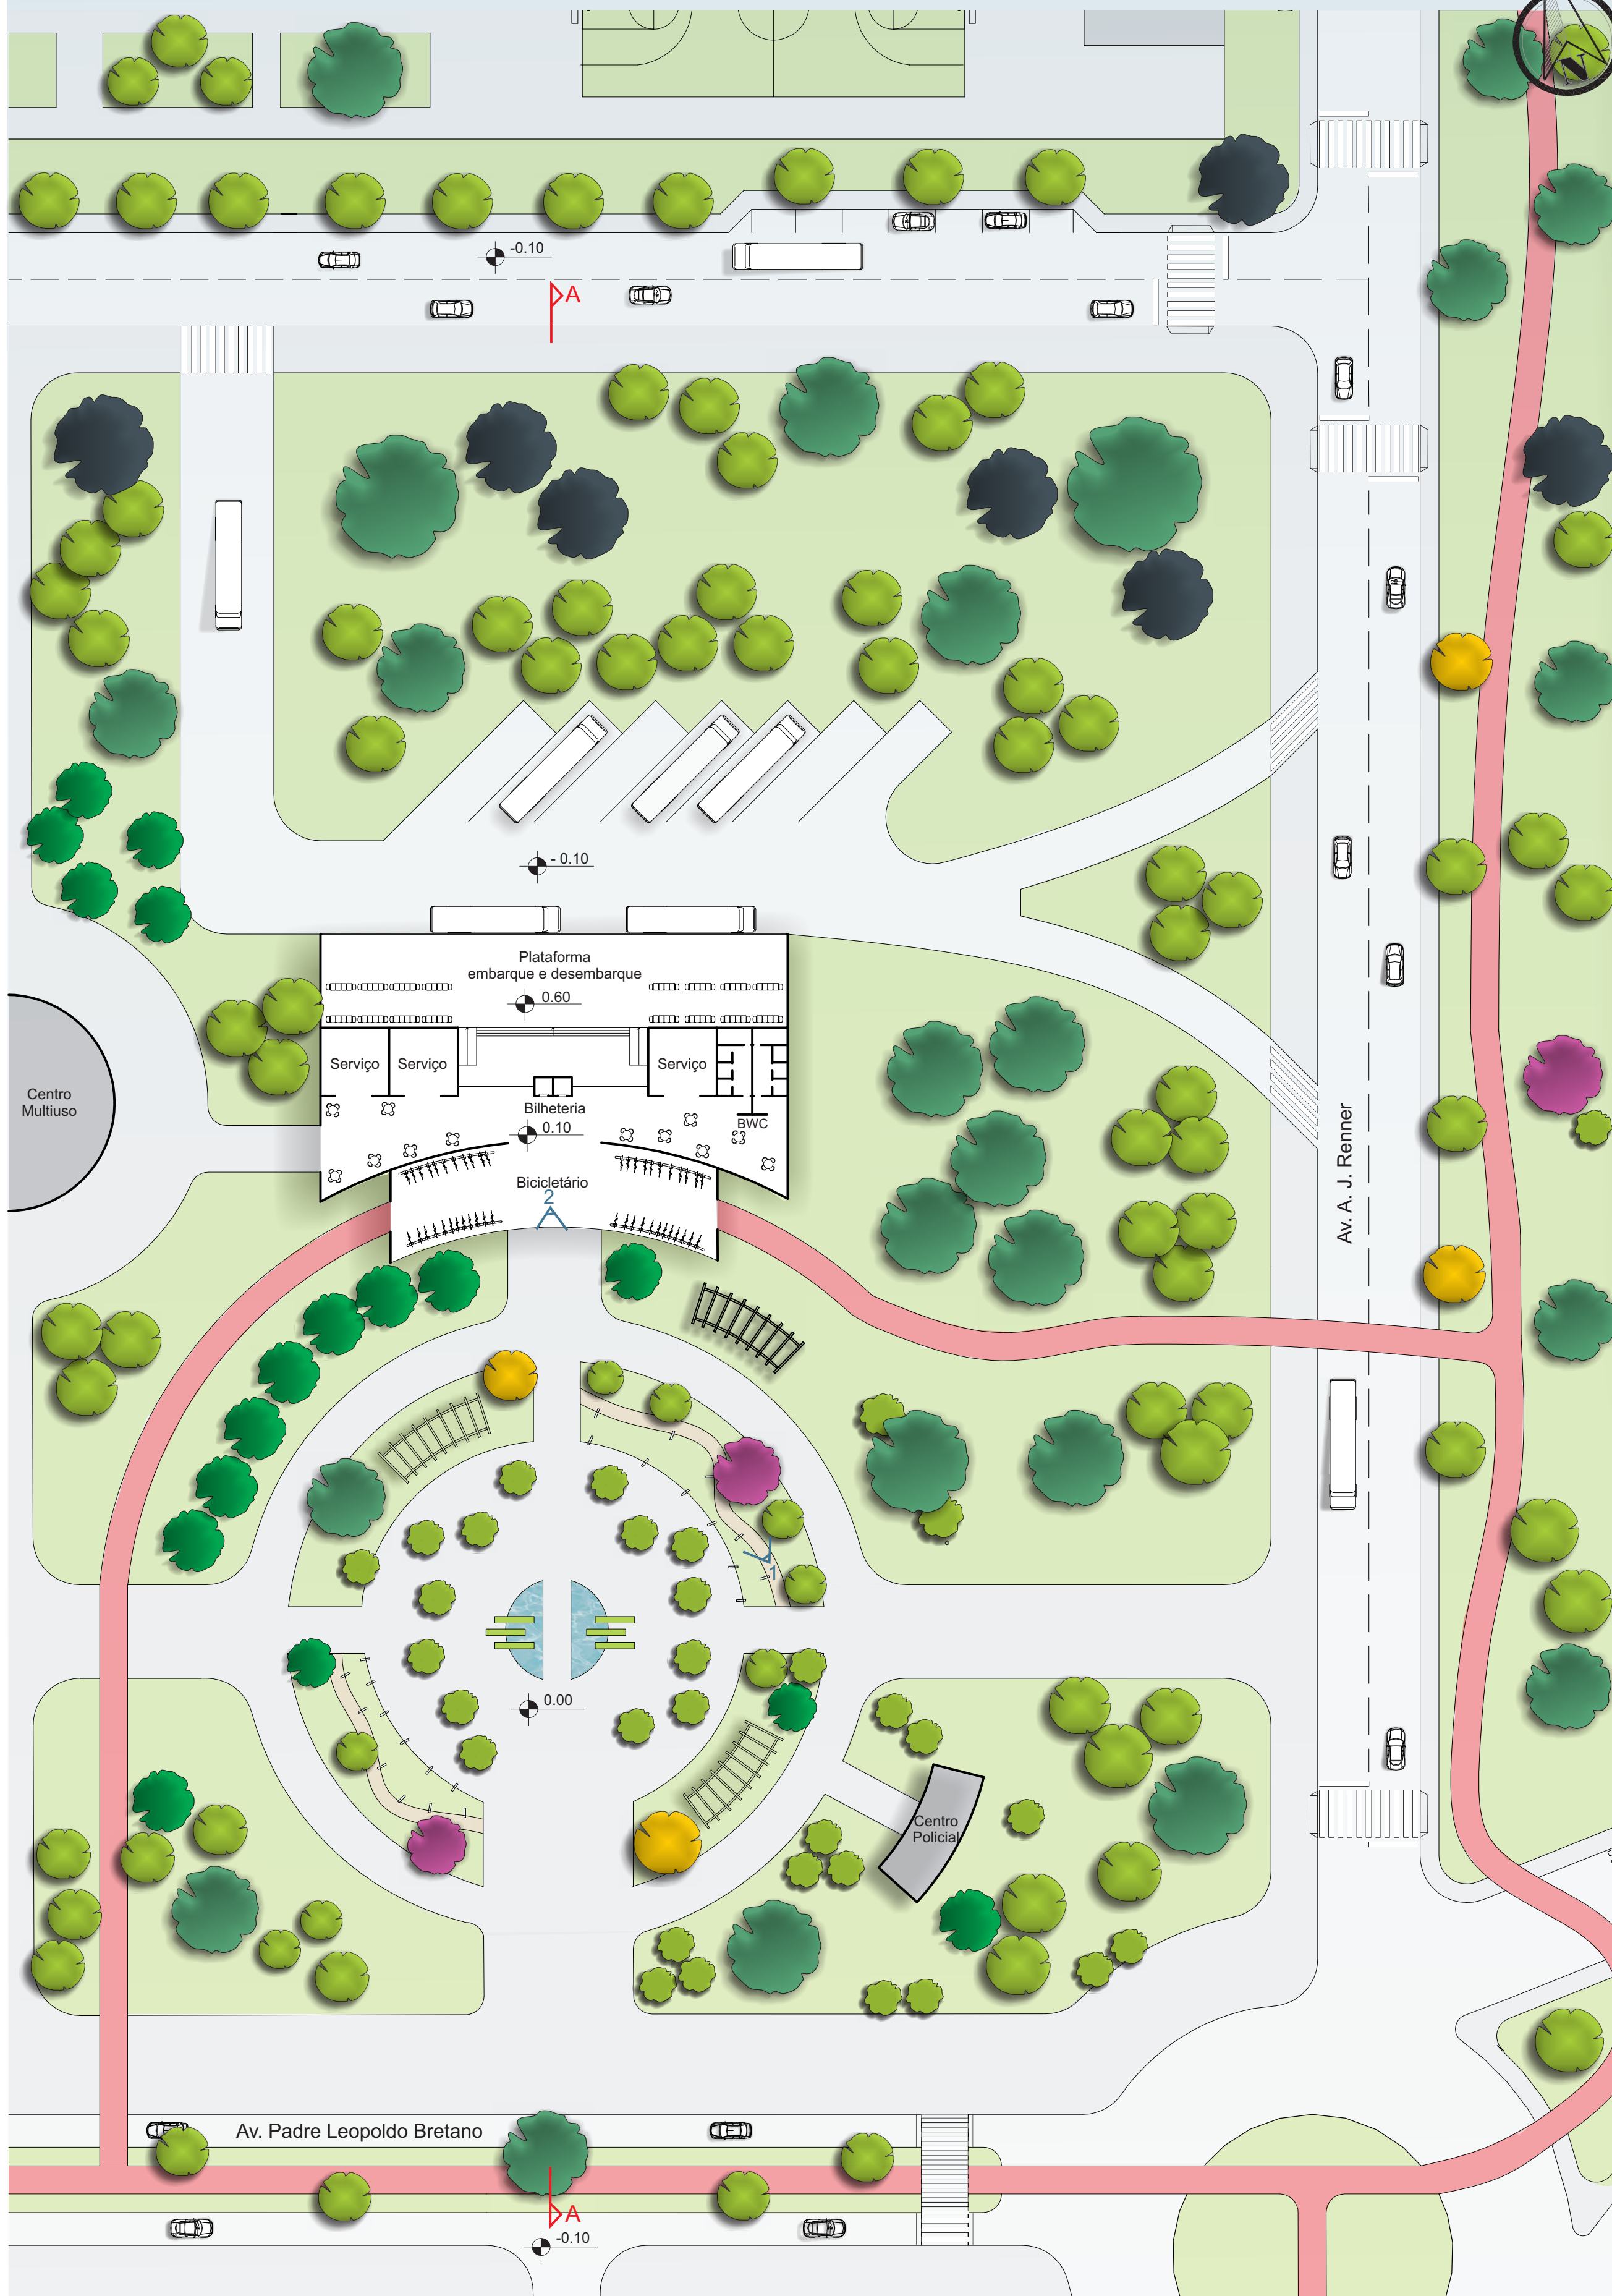 N
-0.10
A
- 0.10
Plataforma
embarque e desembarque
0.60
Serviço
Serviço
Serviço
Centro
Multiuso
Bilheteria
BWC
0.10
Bicicletário
2
Av. A. J. Renner
1
0.00
Centro
Policial
Av. Padre Leopoldo Bretano
A
-0.10